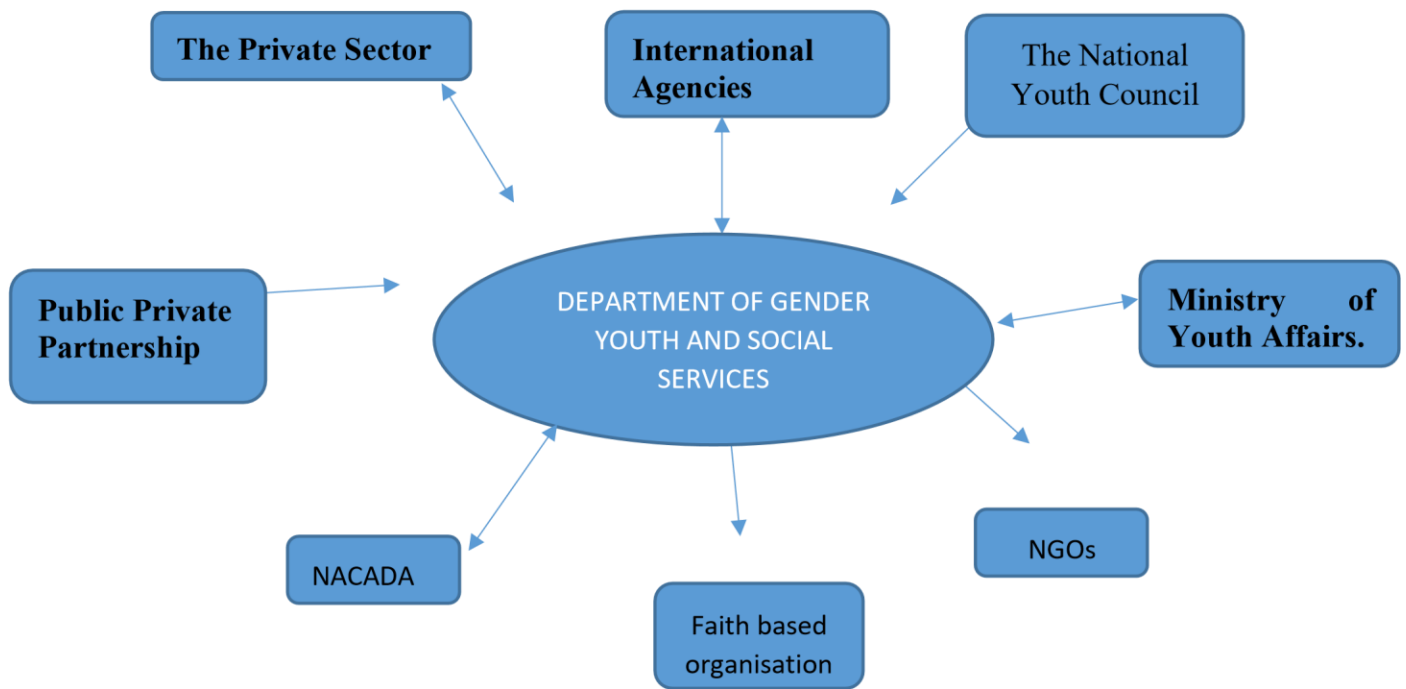 The Private Sector
International
Agencies
The National
Youth Council
Public Private
Partnership
DEPARTMENT OF GENDER
YOUTH AND SOCIAL
SERVICES
Ministry of
Youth Affairs.
NACADA
Faith based
organisation
NGOs